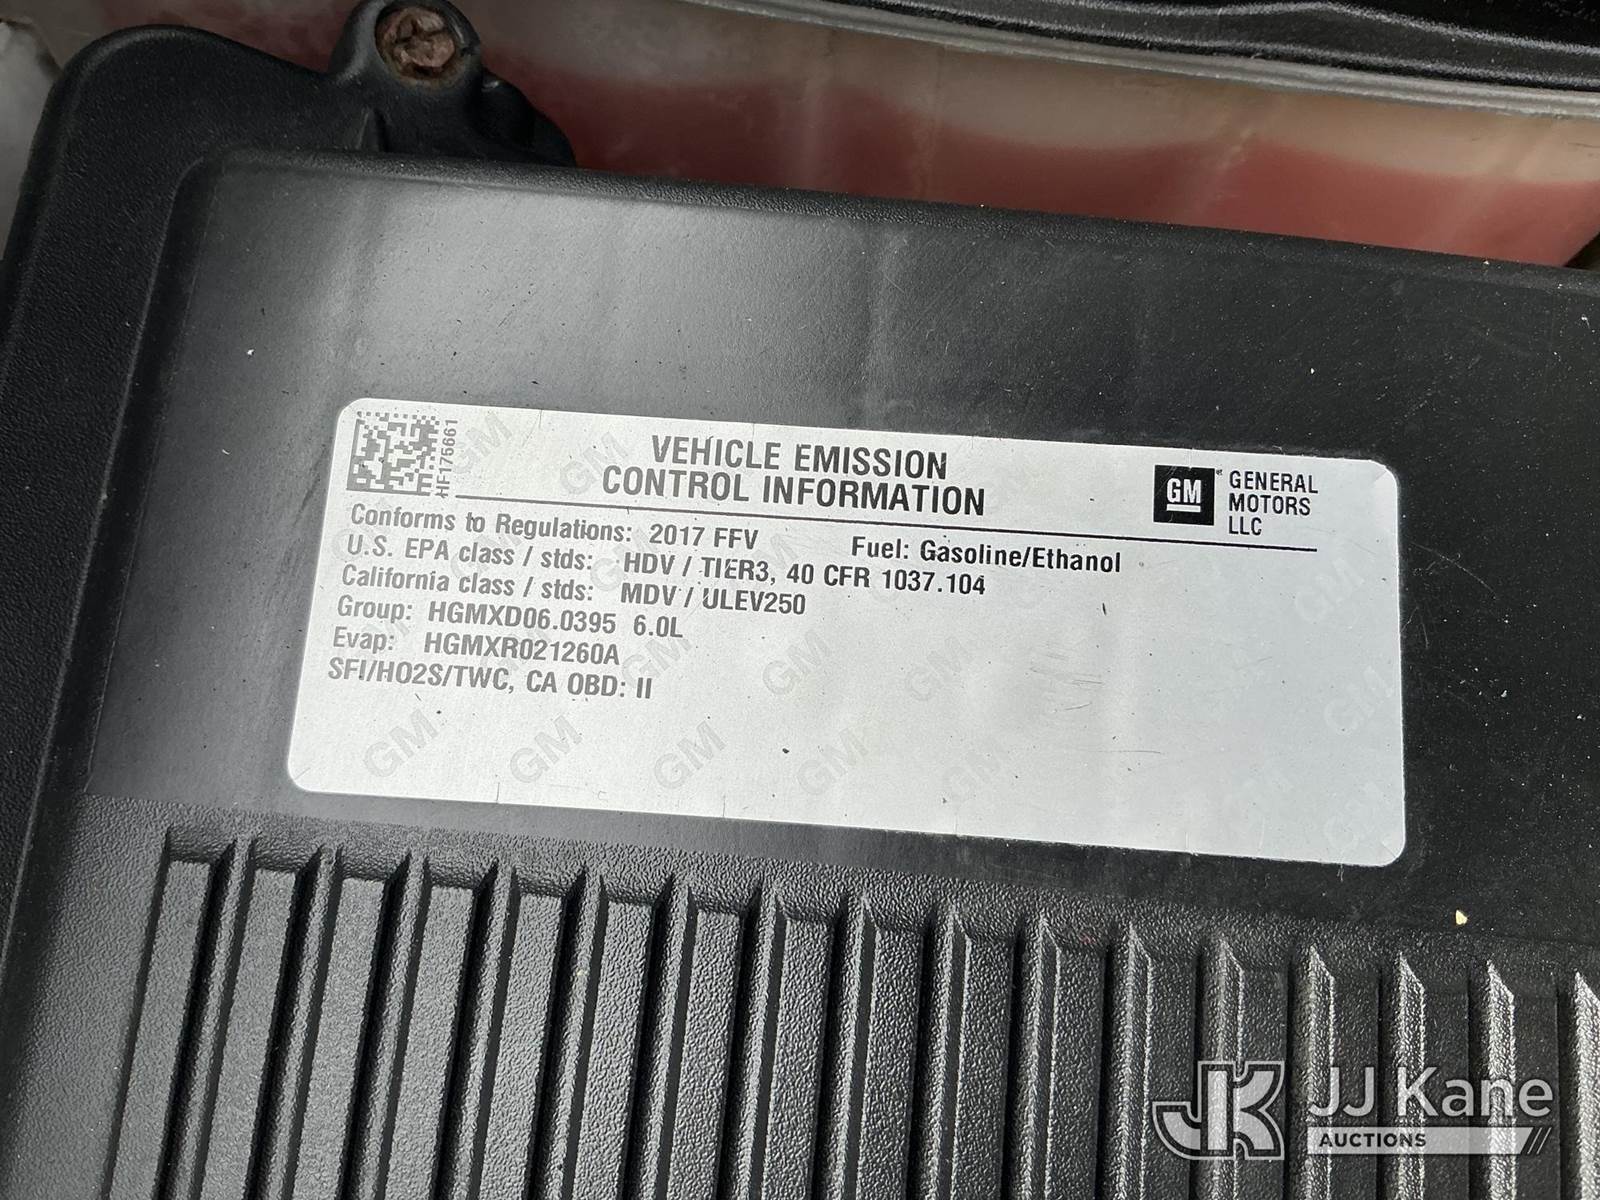 HF175661
VEHICLE EMISSION
CONTROL INFORMATION
GM
GENERAL
MOTORS
LLC
Conforms to Regulations: 2017 FFV Fuel: Gasoline/Ethanol
U.S. EPA class / stds: HDV / TIER3, 40 CFR 1037.104
California class / stds: MDV / ULEV250
Group: HGMXD06.0395 6.0L
Evap: HGMXR021260A
SFI/HO2S/TWC, CA OBD: II
JK JJ Kane
AUCTIONS